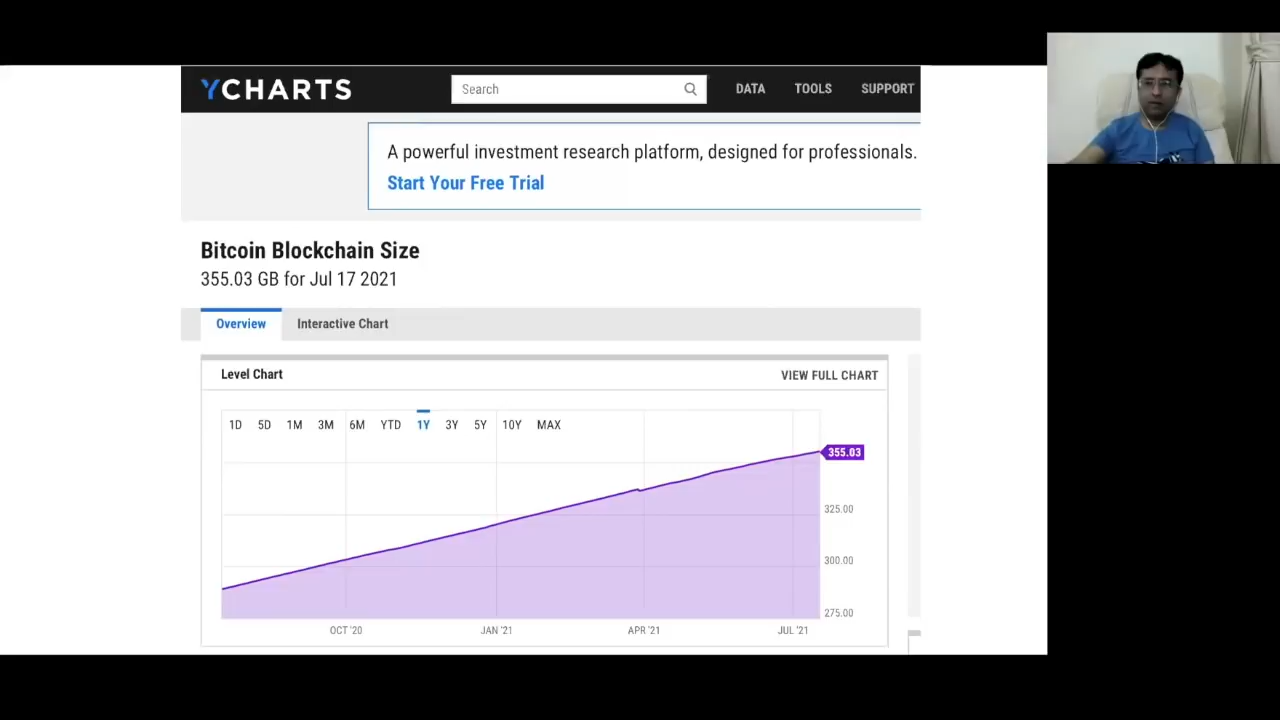 YCHARTS
Search
DATA TOOLS SUPPORT
A powerful investment research platform, designed for professionals.
Start Your Free Trial
Bitcoin Blockchain Size
355.03 GB for Jul 17 2021
Overview Interactive Chart
Level Chart VIEW FULL CHART
1D 5D 1M 3M 6M YTD 1Y 3Y 5Y 10Y MAX
355.03
325.00
300.00
275.00
OCT '20 JAN '21 APR '21 JUL '21